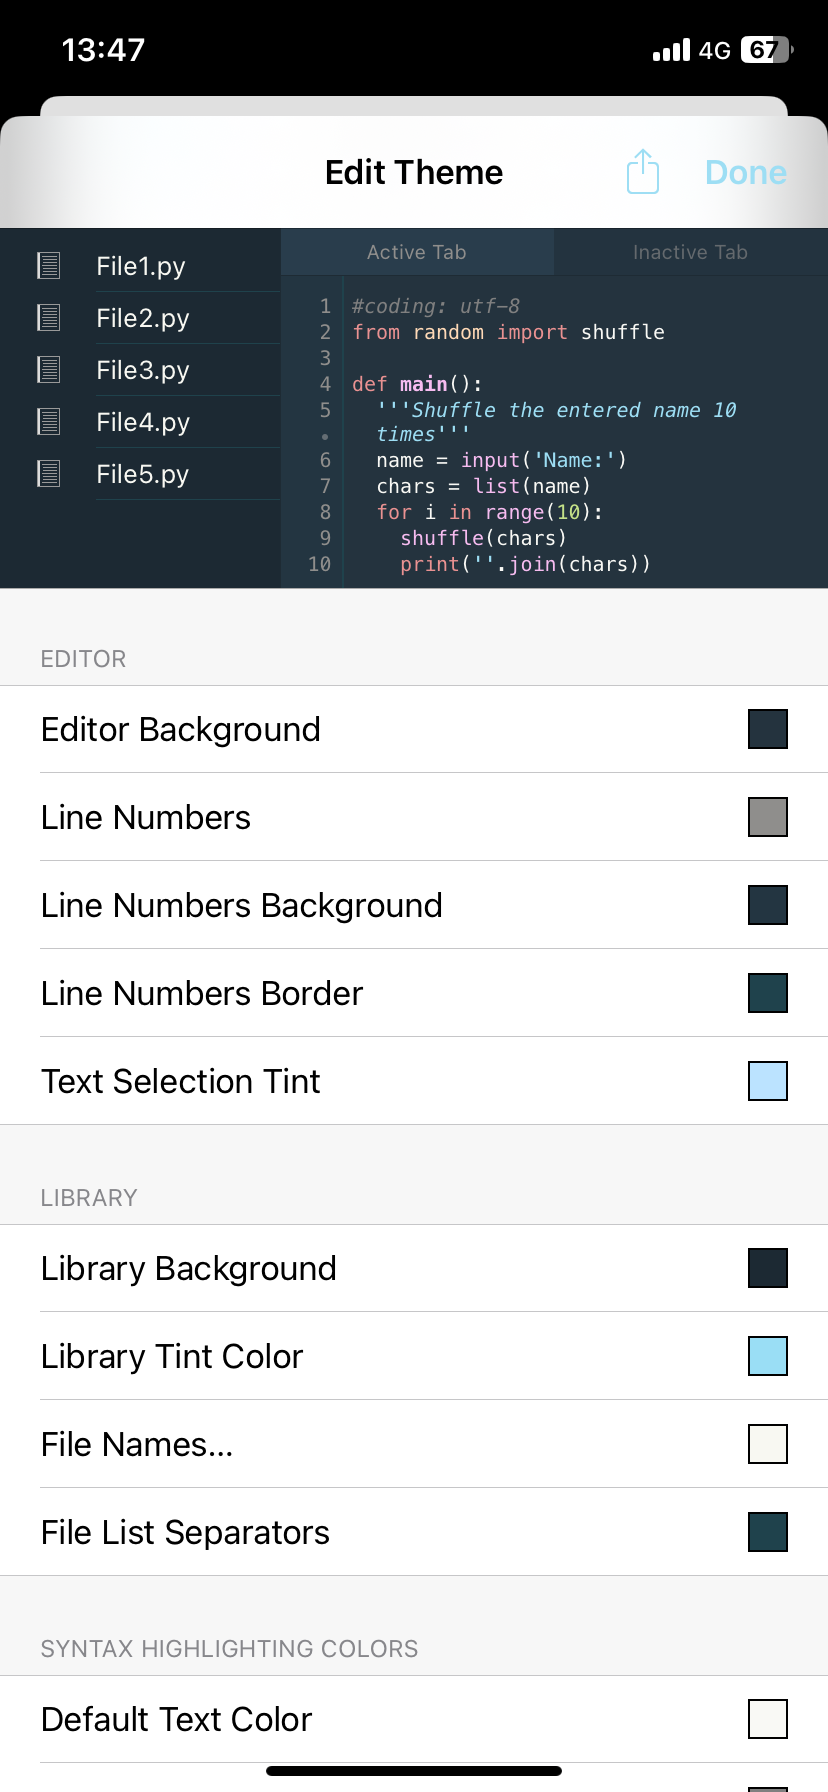 13:47
4G 67
Edit Theme
Done
File1.py
File2.py
File3.py
File4.py
File5.py
Active Tab
Inactive Tab
1 #coding: utf-8
2 from random import shuffle
3
4 def main():
5 '''Shuffle the entered name 10
• times'''
6 name = input('Name:')
7 chars = list(name)
8 for i in range(10):
9 shuffle(chars)
10 print(''.join(chars))
EDITOR
Editor Background
Line Numbers
Line Numbers Background
Line Numbers Border
Text Selection Tint
LIBRARY
Library Background
Library Tint Color
File Names...
File List Separators
SYNTAX HIGHLIGHTING COLORS
Default Text Color